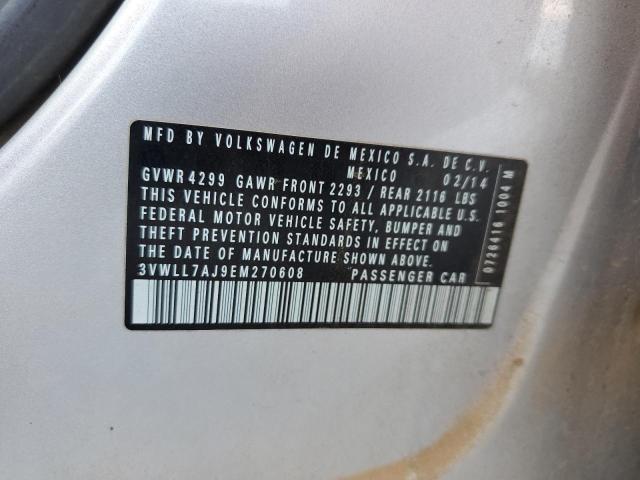 MFD BY VOLKSWAGEN DE MEXICO S.A. DE C.V.
MEXICO 02/14
GVWR 4299 GAWR FRONT 2293 / REAR 2116 LBS
THIS VEHICLE CONFORMS TO ALL APPLICABLE U.S.
FEDERAL MOTOR VEHICLE SAFETY, BUMPER AND
THEFT PREVENTION STANDARDS IN EFFECT ON
THE DATE OF MANUFACTURE SHOWN ABOVE.
3VWLL7AJ9EM270608 PASSENGER CAR
0726416 1004 M